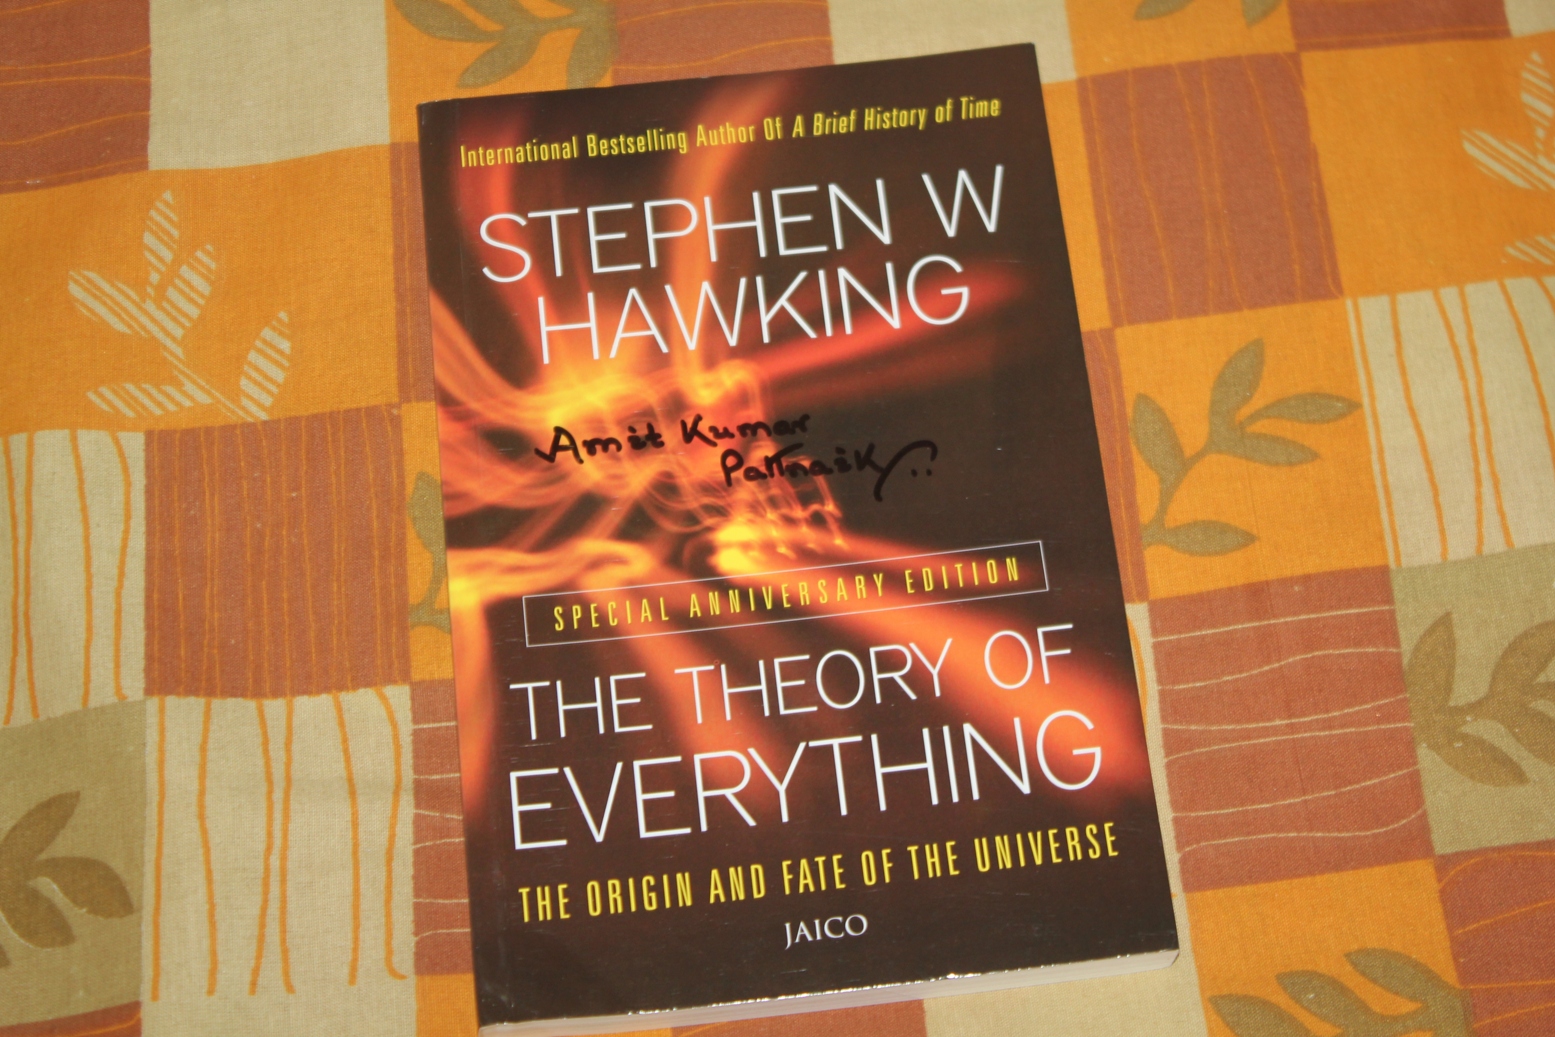 International Bestselling Author Of A Brief History of Time
STEPHEN W
HAWKING
Amit Kumar
Pattnaik..
SPECIAL ANNIVERSARY EDITION
THE THEORY OF
EVERYTHING
THE ORIGIN AND FATE OF THE UNIVERSE
JAICO